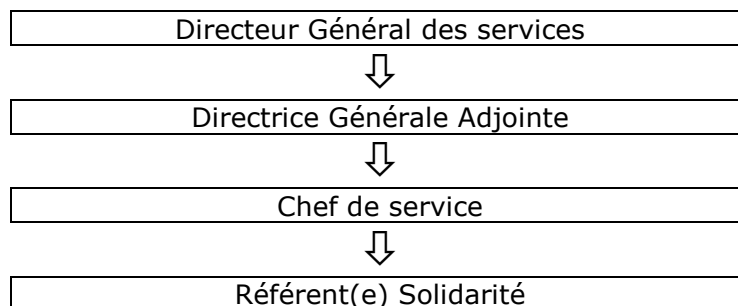 Directeur Général des services
Directrice Générale Adjointe
Chef de service
Référent(e) Solidarité